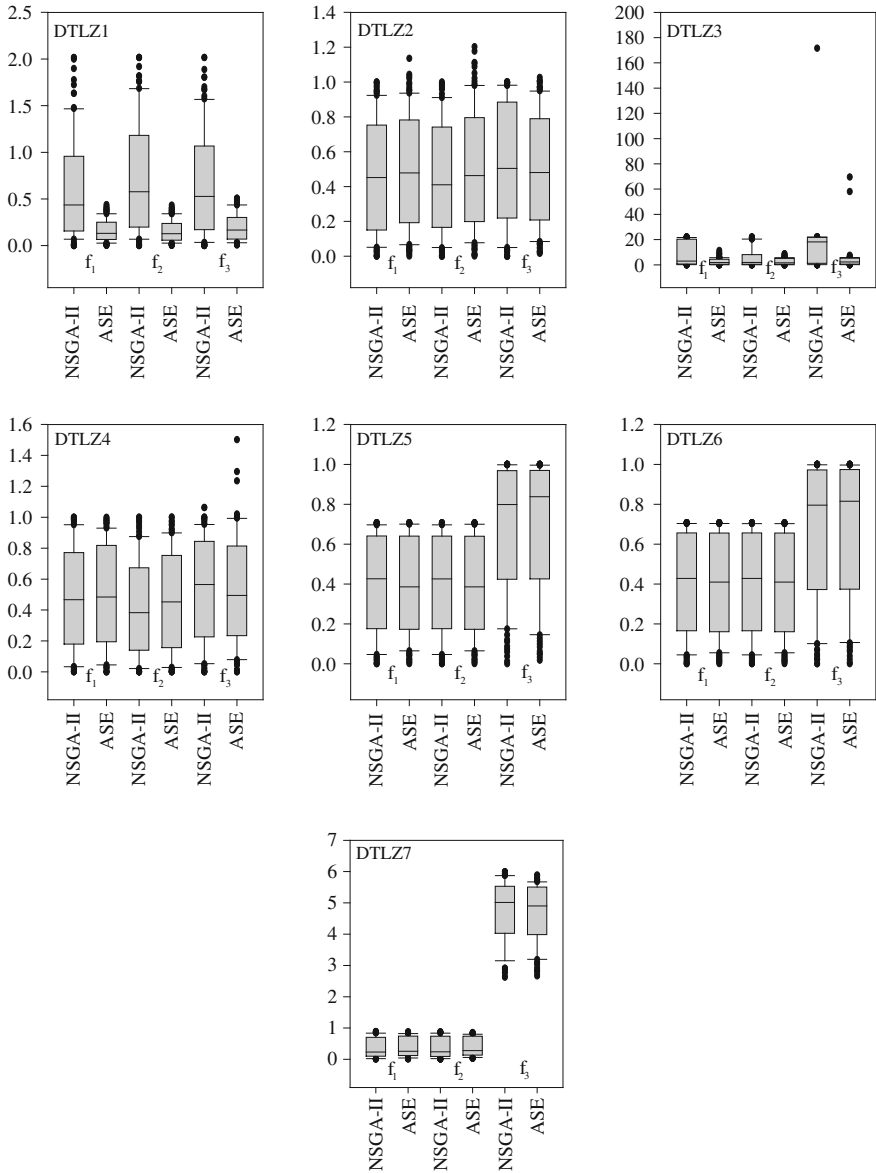 DTLZ1
2.5
2.0
1.5
1.0
0.5
0.0
f1 f2 f3
NSGA-II ASE NSGA-II ASE NSGA-II ASE
DTLZ2
1.4
1.2
1.0
0.8
0.6
0.4
0.2
0.0
f1 f2 f3
NSGA-II ASE NSGA-II ASE NSGA-II ASE
DTLZ3
200
180
160
140
120
100
80
60
40
20
0
f1 f2 f3
NSGA-II ASE NSGA-II ASE NSGA-II ASE
DTLZ4
1.6
1.4
1.2
1.0
0.8
0.6
0.4
0.2
0.0
f1 f2 f3
NSGA-II ASE NSGA-II ASE NSGA-II ASE
DTLZ5
1.2
1.0
0.8
0.6
0.4
0.2
0.0
f1 f2 f3
NSGA-II ASE NSGA-II ASE NSGA-II ASE
DTLZ6
1.2
1.0
0.8
0.6
0.4
0.2
0.0
f1 f2 f3
NSGA-II ASE NSGA-II ASE NSGA-II ASE
DTLZ7
7
6
5
4
3
2
1
0
f1 f2 f3
NSGA-II ASE NSGA-II ASE NSGA-II ASE